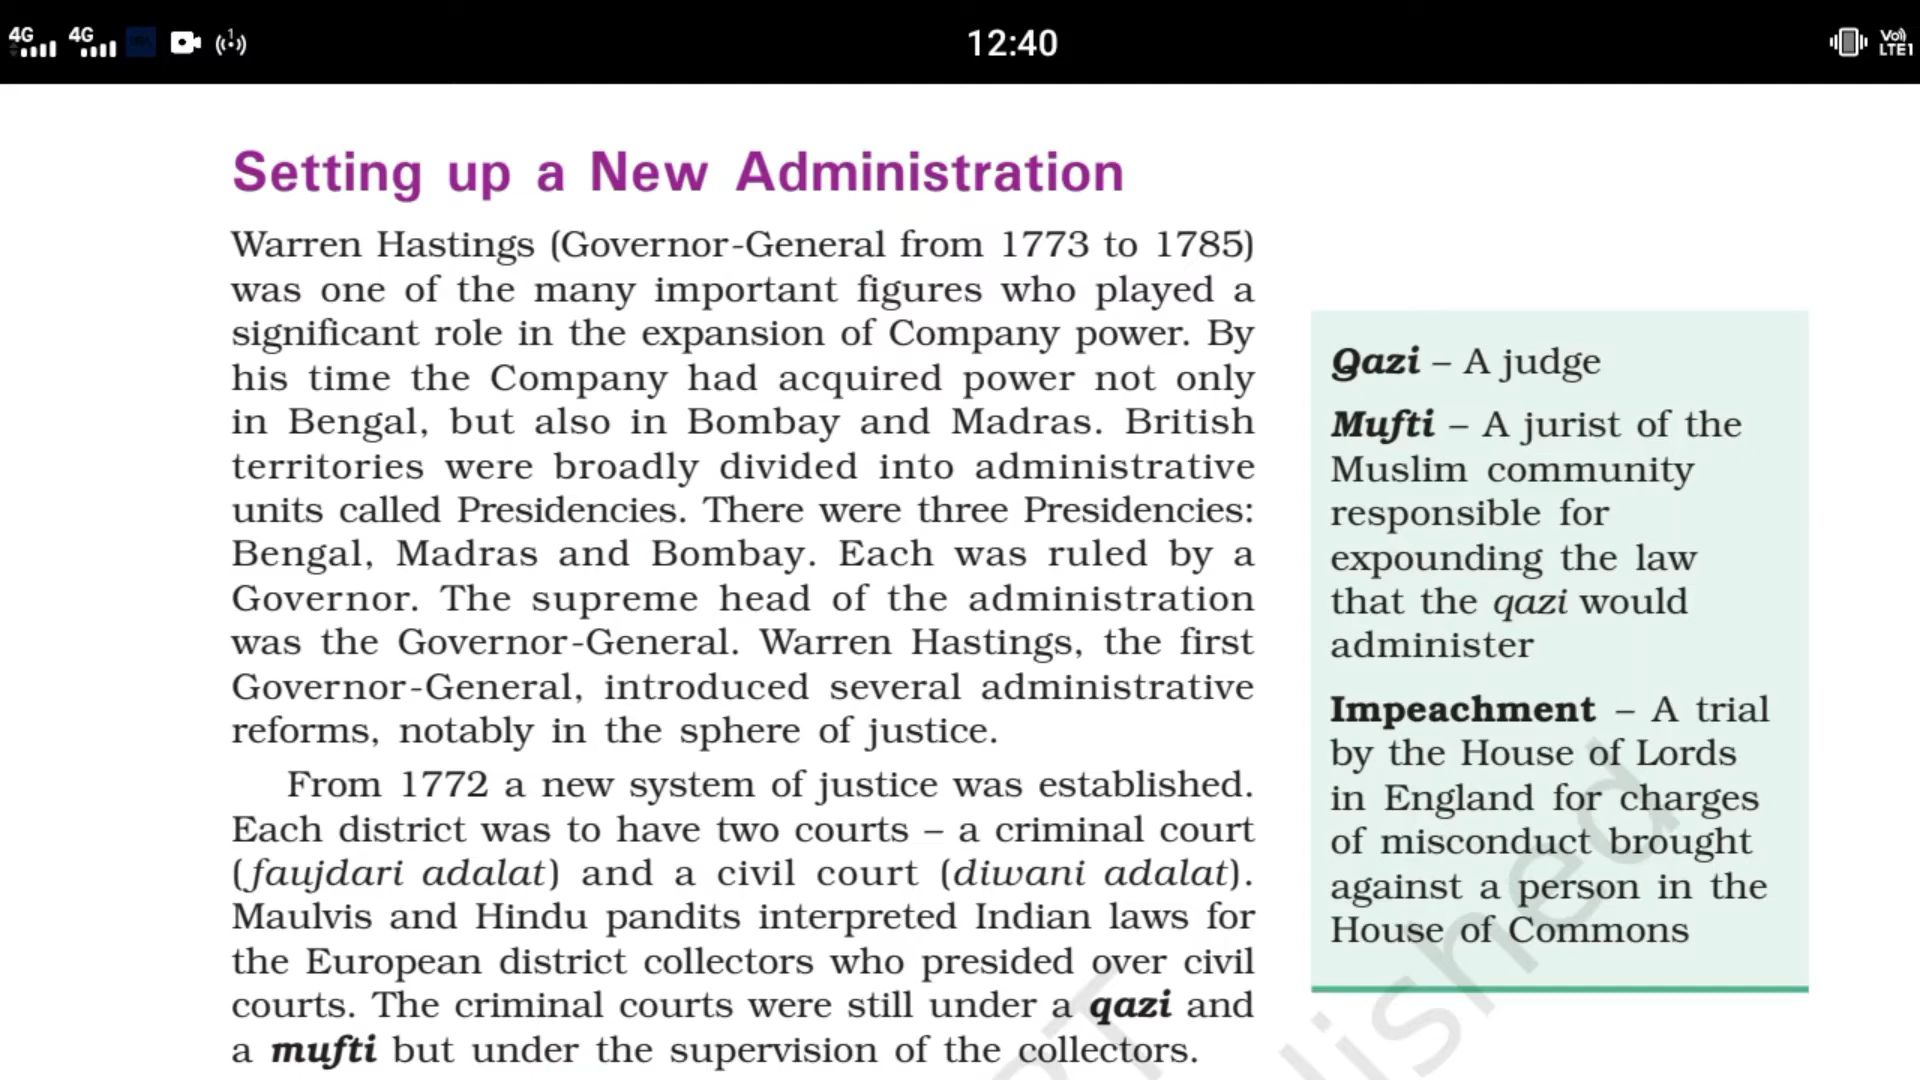 4G 4G 12:40 Vo)) LTE1
Setting up a New Administration
Warren Hastings (Governor-General from 1773 to 1785)
was one of the many important figures who played a
significant role in the expansion of Company power. By
his time the Company had acquired power not only
in Bengal, but also in Bombay and Madras. British
territories were broadly divided into administrative
units called Presidencies. There were three Presidencies:
Bengal, Madras and Bombay. Each was ruled by a
Governor. The supreme head of the administration
was the Governor-General. Warren Hastings, the first
Governor-General, introduced several administrative
reforms, notably in the sphere of justice.
From 1772 a new system of justice was established.
Each district was to have two courts – a criminal court
(faujdari adalat) and a civil court (diwani adalat).
Maulvis and Hindu pandits interpreted Indian laws for
the European district collectors who presided over civil
courts. The criminal courts were still under a qazi and
a mufti but under the supervision of the collectors.
Qazi – A judge
Mufti – A jurist of the
Muslim community
responsible for
expounding the law
that the qazi would
administer
Impeachment – A trial
by the House of Lords
in England for charges
of misconduct brought
against a person in the
House of Commons